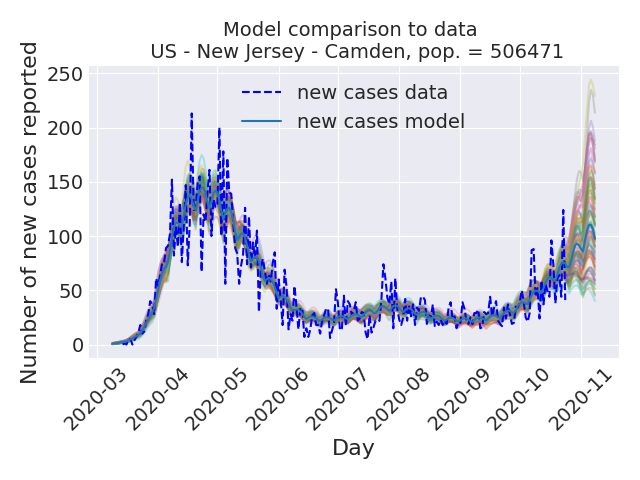 Model comparison to data
US - New Jersey - Camden, pop. = 506471
new cases data
new cases model
Number of new cases reported
250
200
150
100
50
0
2020-03
2020-04
2020-05
2020-06
2020-07
2020-08
2020-09
2020-10
2020-11
Day